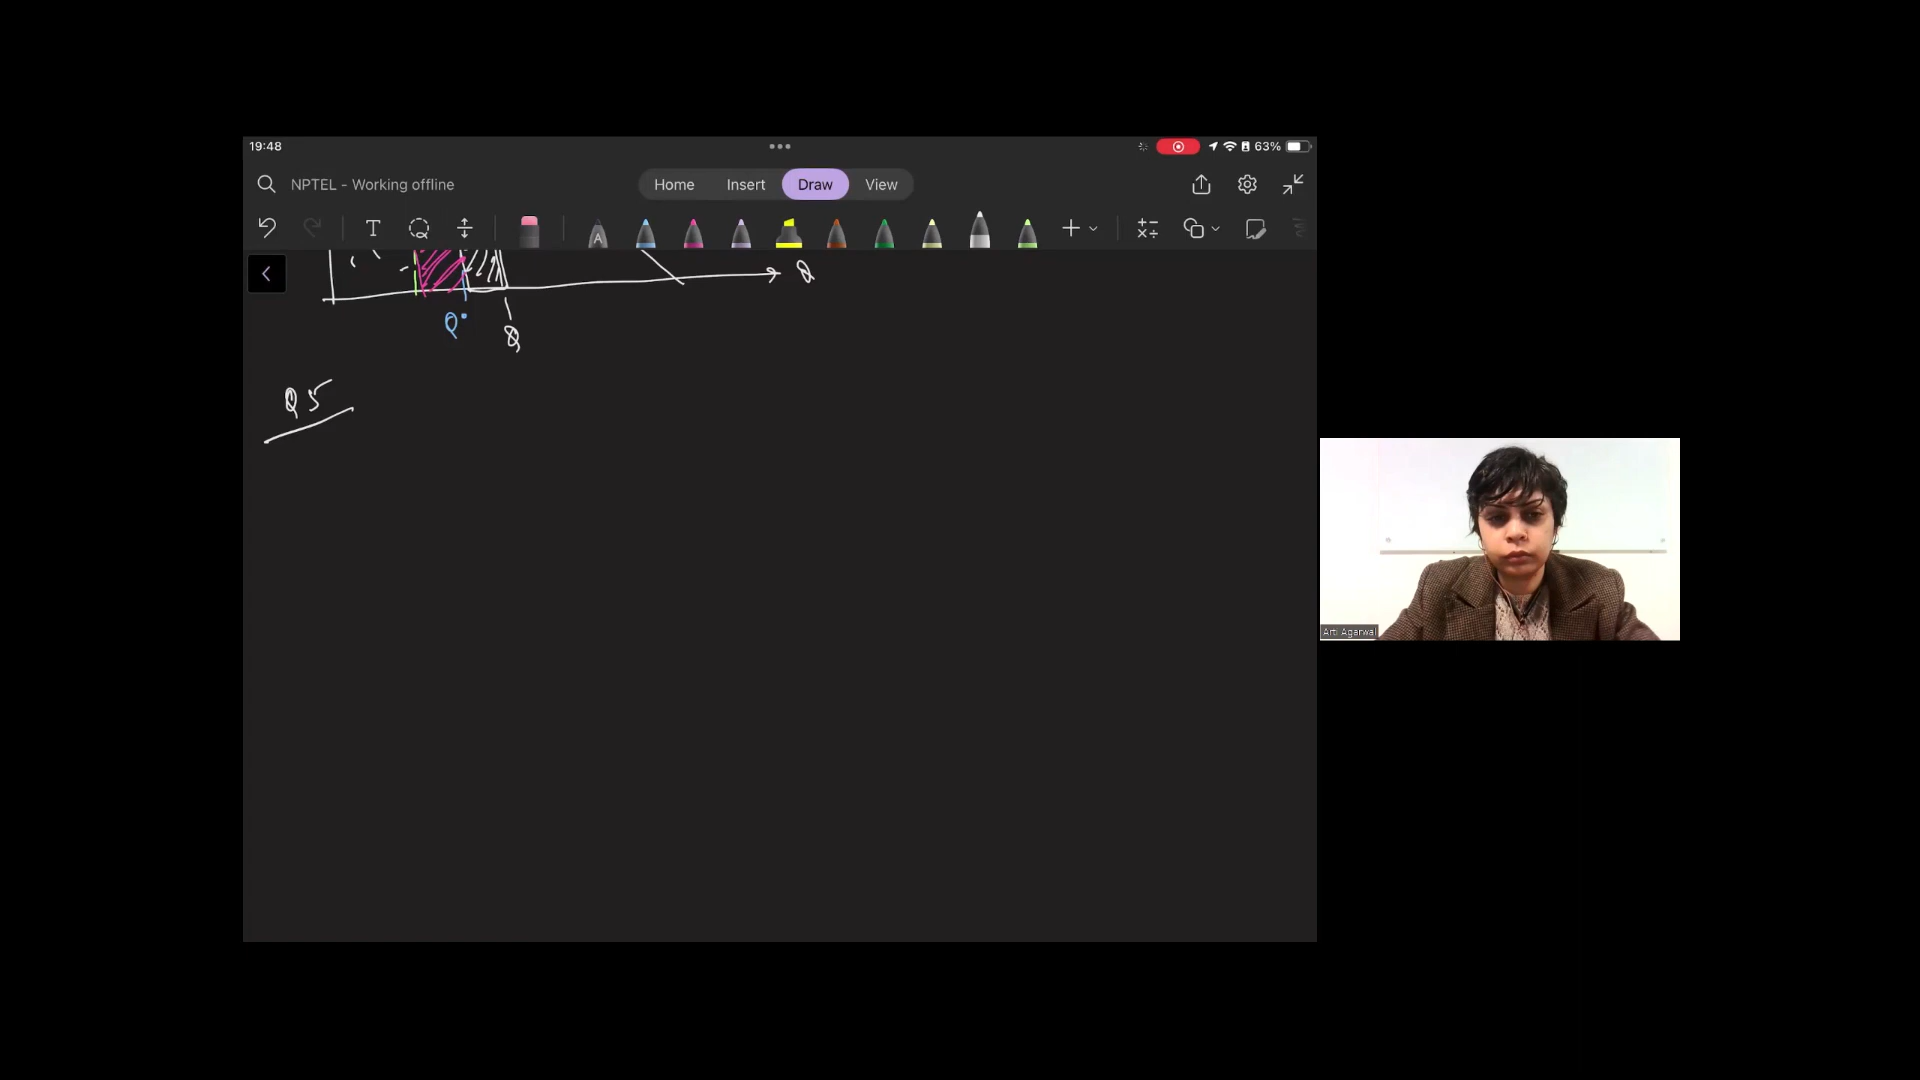 19:48
63%
NPTEL - Working offline
Home Insert Draw View
T
A
Q
Q°
Q
Q5
Arti Agarwal